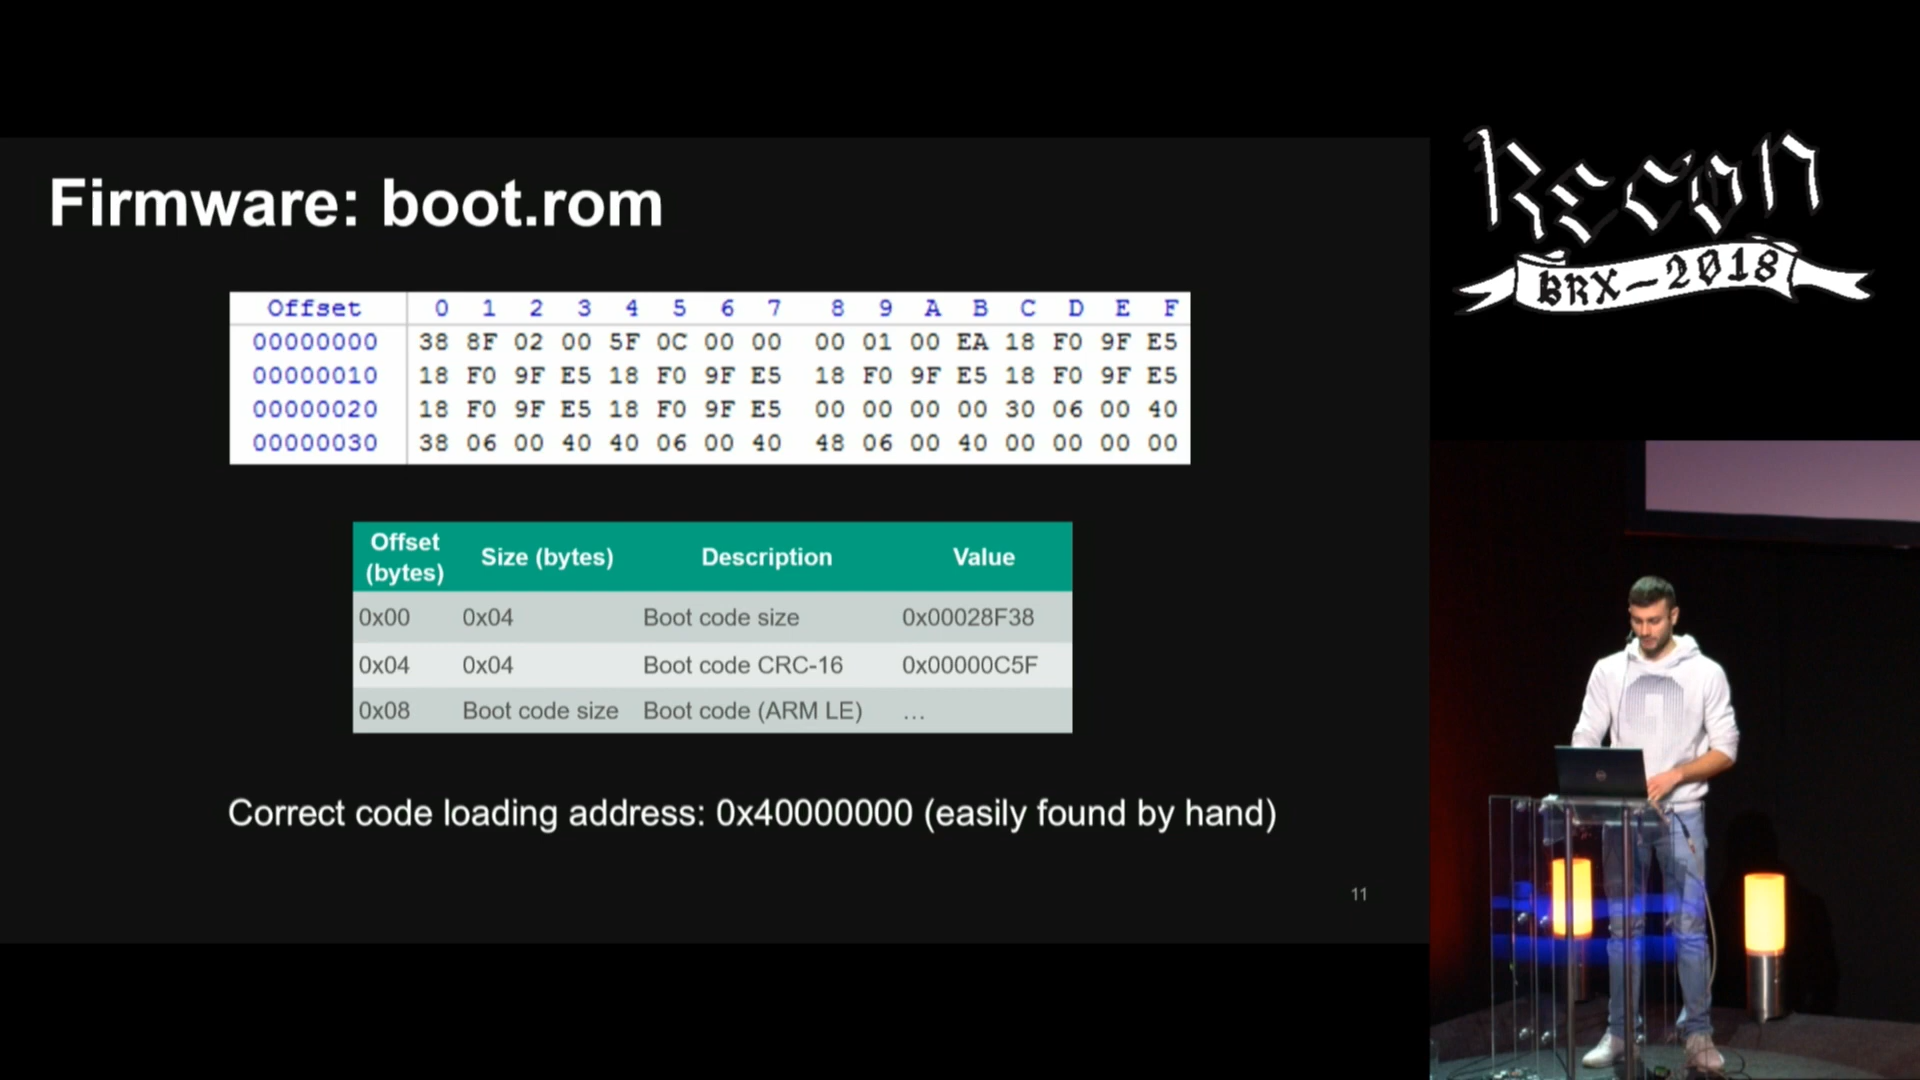 Firmware: boot.rom
Offset 0 1 2 3 4 5 6 7 8 9 A B C D E F
00000000 38 8F 02 00 5F 0C 00 00 00 01 00 EA 18 F0 9F E5
00000010 18 F0 9F E5 18 F0 9F E5 18 F0 9F E5 18 F0 9F E5
00000020 18 F0 9F E5 18 F0 9F E5 00 00 00 00 30 06 00 40
00000030 38 06 00 40 40 06 00 40 48 06 00 40 00 00 00 00
Offset (bytes) Size (bytes) Description Value
0x00 0x04 Boot code size 0x00028F38
0x04 0x04 Boot code CRC-16 0x00000C5F
0x08 Boot code size Boot code (ARM LE) ...
Correct code loading address: 0x40000000 (easily found by hand)
11
Recon
BRX-2018